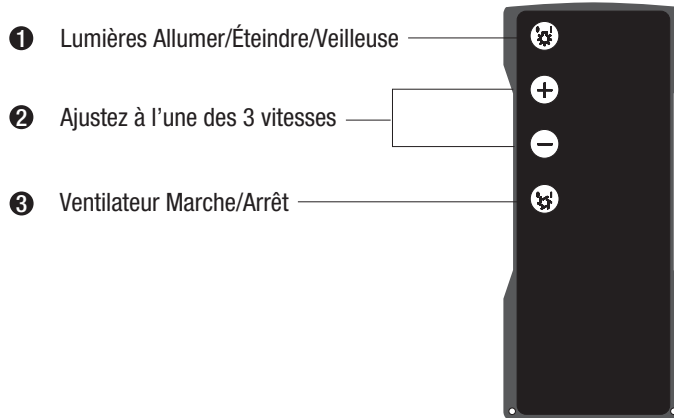 ❶ Lumières Allumer/Éteindre/Veilleuse
❷ Ajustez à l’une des 3 vitesses
❸ Ventilateur Marche/Arrêt